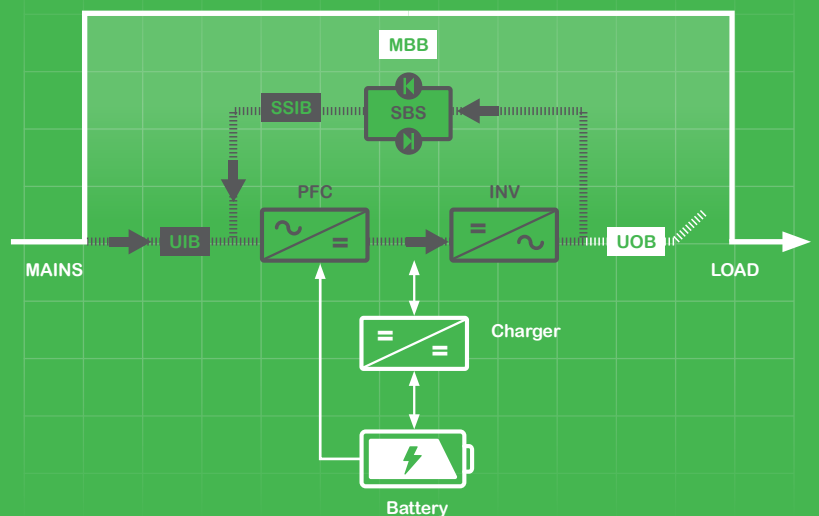 MBB
SSIB
SBS
PFC
INV
UIB
UOB
MAINS
LOAD
Charger
Battery